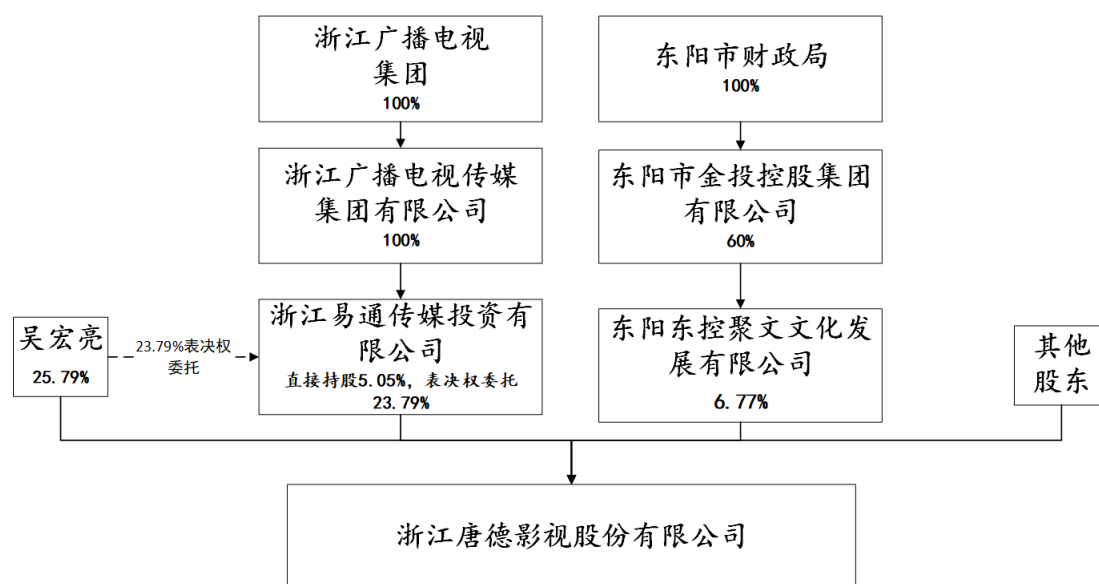 浙江广播电视
集团
100%
东阳市财政局
100%
浙江广播电视传媒
集团有限公司
100%
东阳市金投控股集团
有限公司
60%
吴宏亮
25.79%
23.79%表决权
委托
浙江易通传媒投资有
限公司
直接持股5.05%，表决权委托
23.79%
东阳东控聚文文化发
展有限公司
6.77%
其他
股东
浙江唐德影视股份有限公司